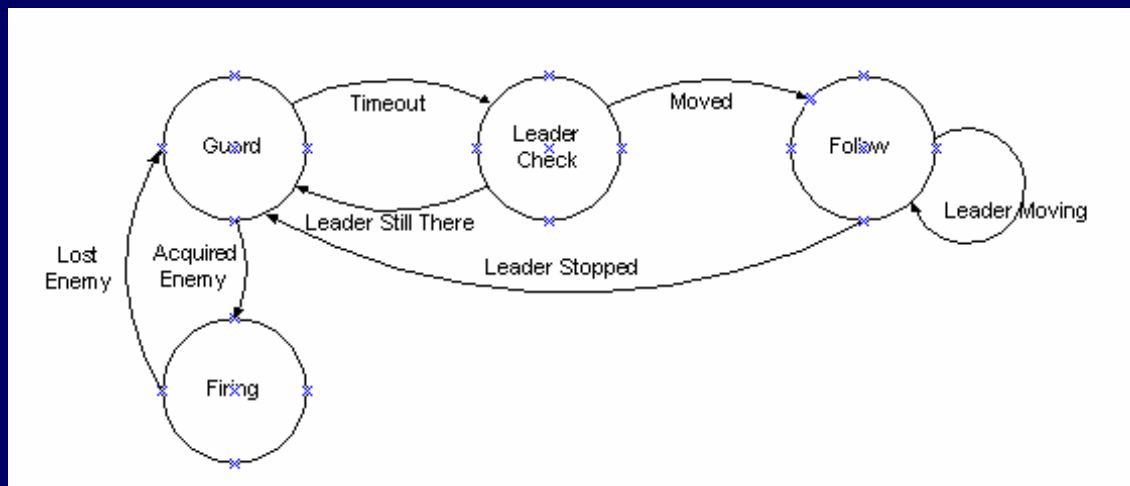 Timeout
Moved
Guard
Leader
Check
Follow
Leader Still There
Leader Moving
Lost
Enemy
Acquired
Enemy
Leader Stopped
Firing